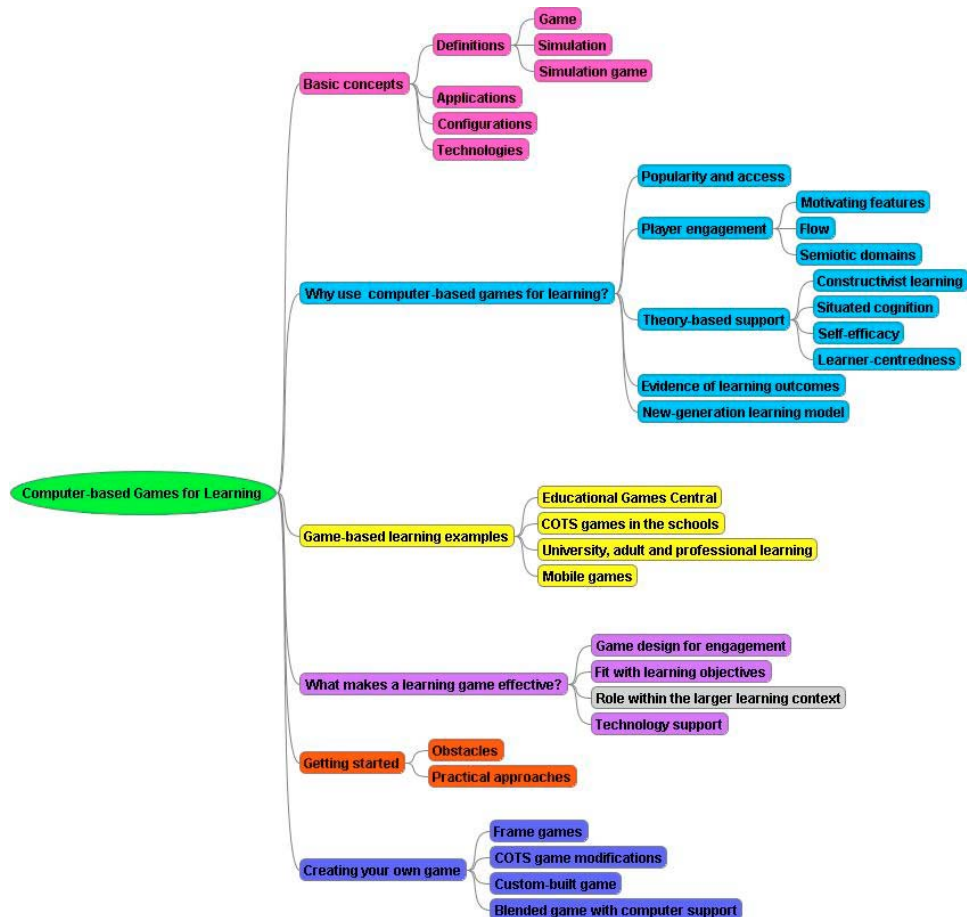 Computer-based Games for Learning
Basic concepts
Definitions
Game
Simulation
Simulation game
Applications
Configurations
Technologies
Why use computer-based games for learning?
Popularity and access
Player engagement
Motivating features
Flow
Semiotic domains
Theory-based support
Constructivist learning
Situated cognition
Self-efficacy
Learner-centredness
Evidence of learning outcomes
New-generation learning model
Game-based learning examples
Educational Games Central
COTS games in the schools
University, adult and professional learning
Mobile games
What makes a learning game effective?
Game design for engagement
Fit with learning objectives
Role within the larger learning context
Technology support
Getting started
Obstacles
Practical approaches
Creating your own game
Frame games
COTS game modifications
Custom-built game
Blended game with computer support